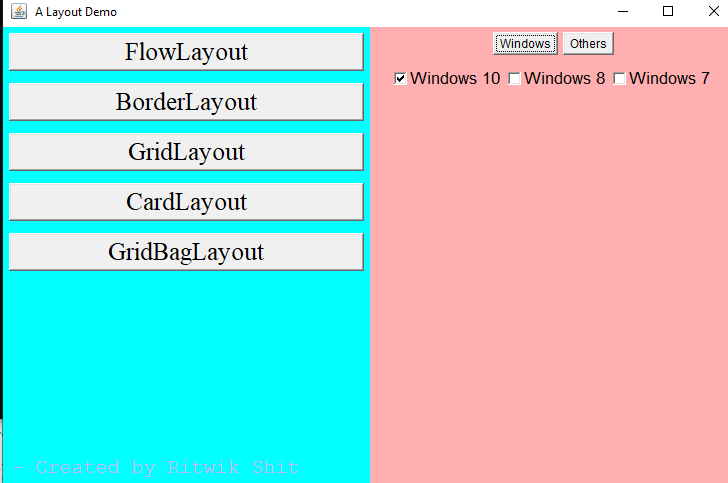 A Layout Demo
FlowLayout
BorderLayout
GridLayout
CardLayout
GridBagLayout
- Created by Ritwik Shit
Windows Others
Windows 10 Windows 8 Windows 7